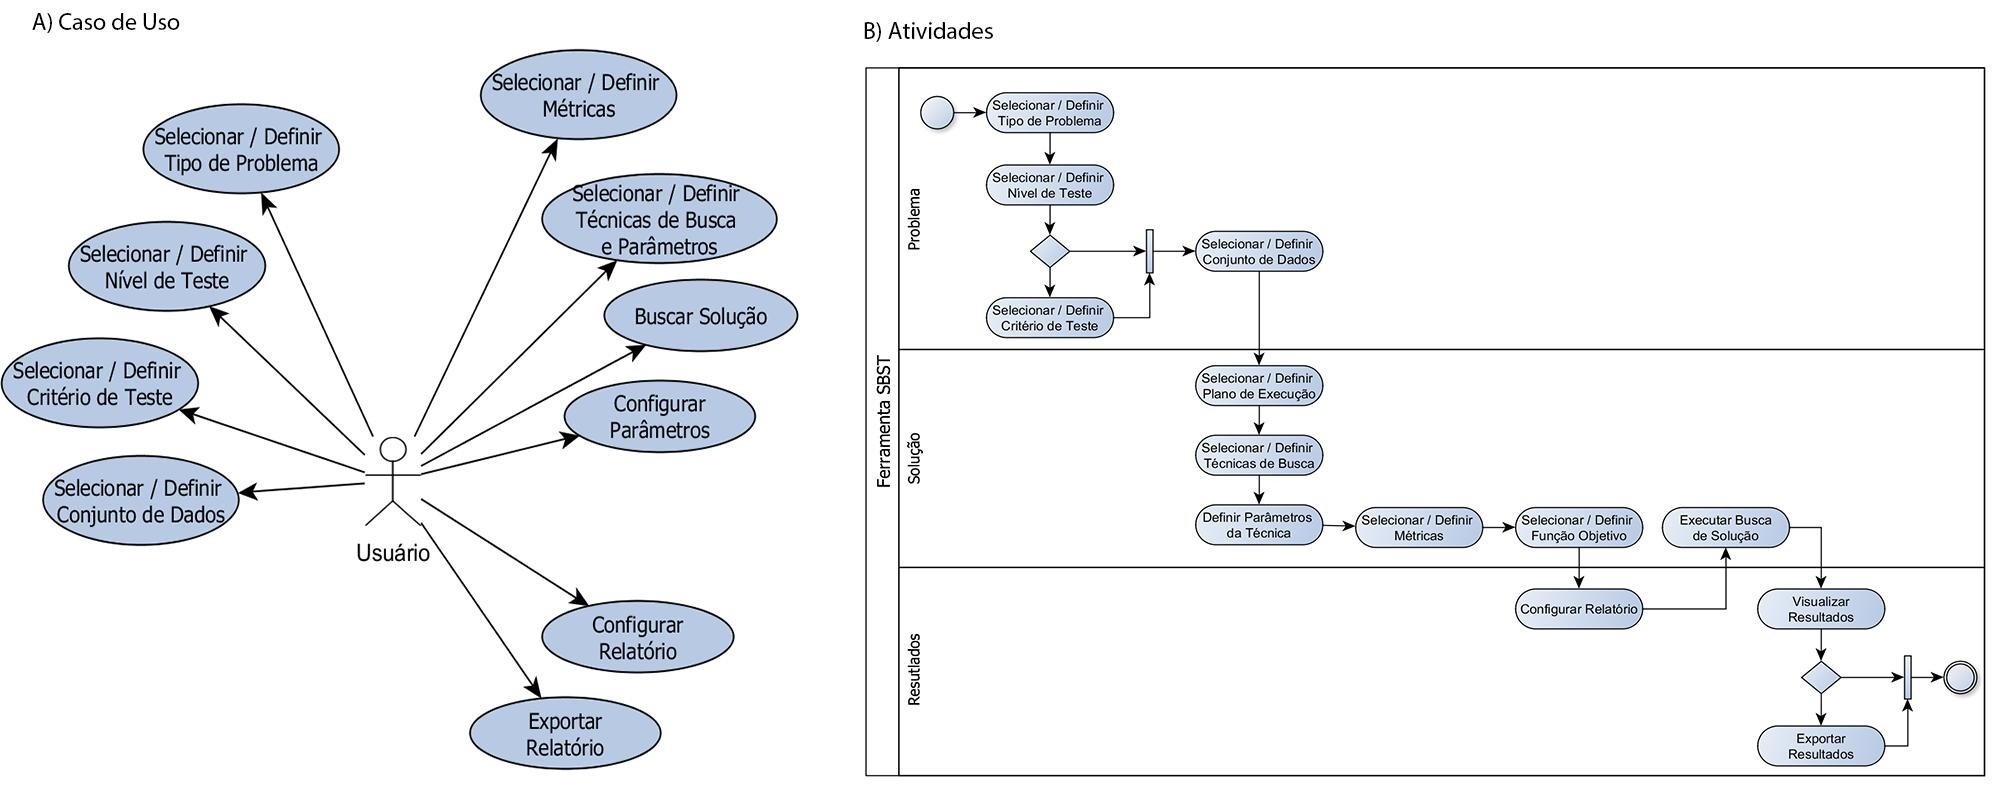 A) Caso de Uso
Selecionar / Definir
Métricas
Selecionar / Definir
Tipo de Problema
Selecionar / Definir
Técnicas de Busca
e Parâmetros
Selecionar / Definir
Nível de Teste
Buscar Solução
Selecionar / Definir
Critério de Teste
Configurar
Parâmetros
Selecionar / Definir
Conjunto de Dados
Usuário
Configurar
Relatório
Exportar
Relatório
B) Atividades
Ferramenta SBST
Problema
Selecionar / Definir
Tipo de Problema
Selecionar / Definir
Nível de Teste
Selecionar / Definir
Conjunto de Dados
Selecionar / Definir
Critério de Teste
Solução
Selecionar / Definir
Plano de Execução
Selecionar / Definir
Técnicas de Busca
Definir Parâmetros
da Técnica
Selecionar / Definir
Métricas
Selecionar / Definir
Função Objetivo
Executar Busca
de Solução
Resutlados
Configurar Relatório
Visualizar
Resultados
Exportar
Resultados